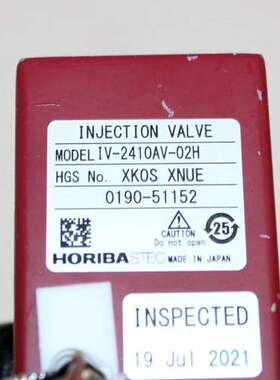 INJECTION VALVE
MODEL IV-2410AV-02H
HGS No. XKOS XNUE
0190-51152
CAUTION
Do not open
25
HORIBA STEC MADE IN JAPAN
INSPECTED
19 Jul 2021